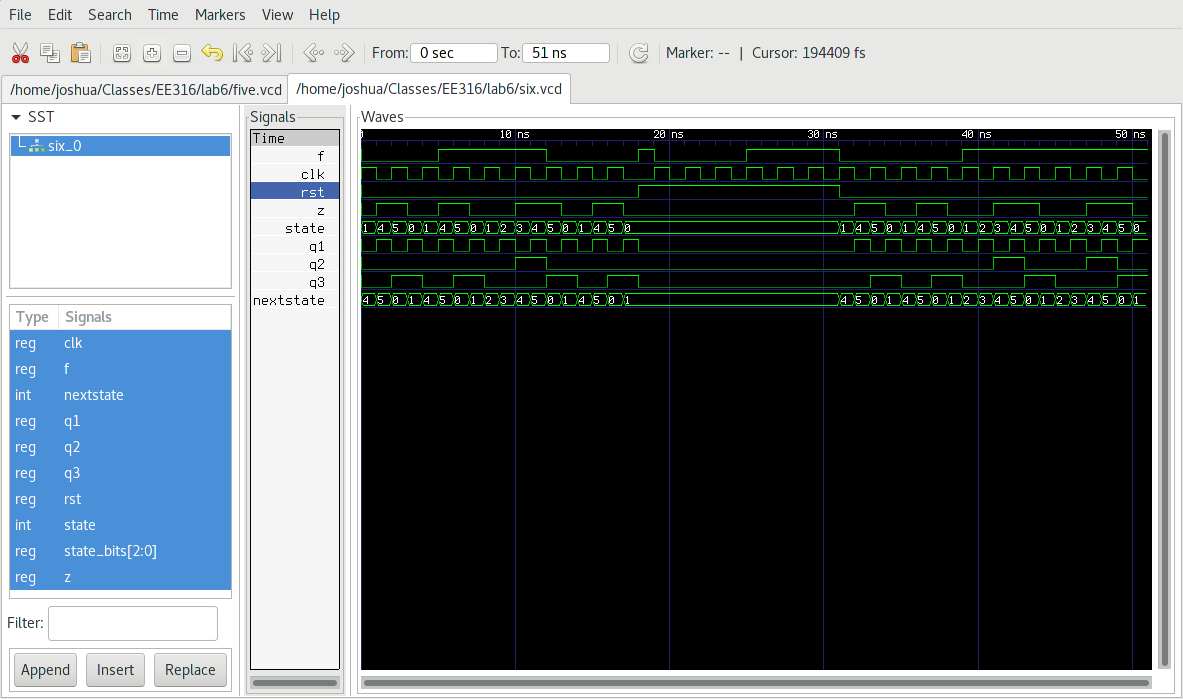 File Edit Search Time Markers View Help
From: 0 sec To: 51 ns Marker: -- | Cursor: 194409 fs
/home/joshua/Classes/EE316/lab6/five.vcd /home/joshua/Classes/EE316/lab6/six.vcd
SST
six_0
Type Signals
reg clk
reg f
int nextstate
reg q1
reg q2
reg q3
reg rst
int state
reg state_bits[2:0]
reg z
Filter:
Append Insert Replace
Signals
Time
f
clk
rst
z
state
q1
q2
q3
nextstate
Waves
0 10 ns 20 ns 30 ns 40 ns 50 ns
1 4 5 0 1 4 5 0 1 2 3 4 5 0 1 4 5 0 1 4 5 0 1 4 5 0 1 2 3 4 5 0 1 2 3 4 5 0
4 5 0 1 4 5 0 1 2 3 4 5 0 1 4 5 0 1 4 5 0 1 4 5 0 1 2 3 4 5 0 1 2 3 4 5 0 1